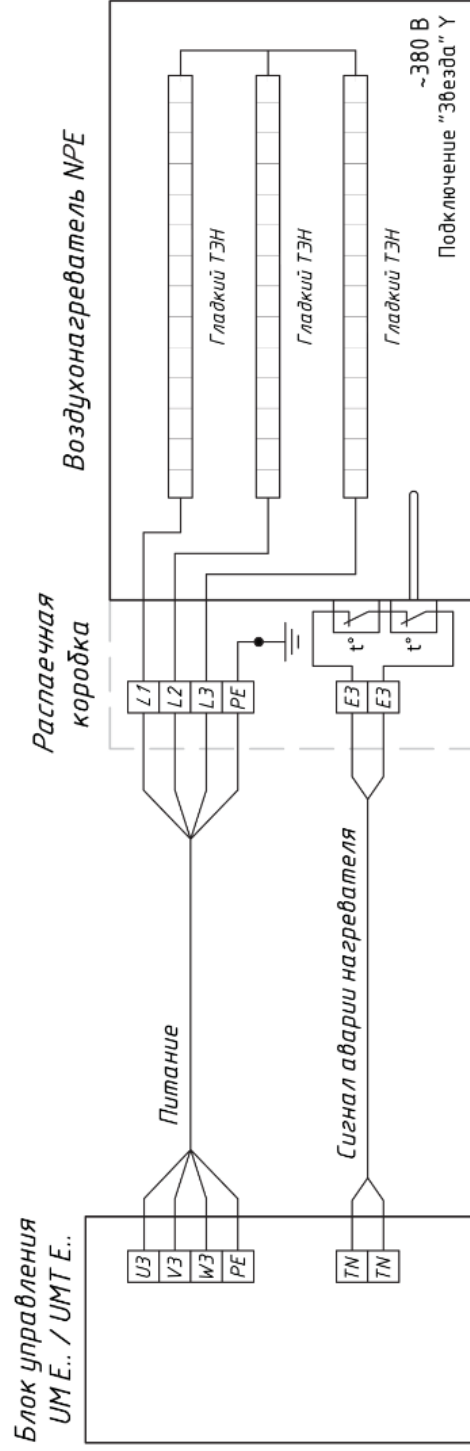 Блок управления
UM E.. / UMT E..
U3
V3
W3
PE
TN
TN
Питание
Сигнал аварии нагревателя
Распаечная
коробка
L1
L2
L3
PE
E3
E3
t°
t°
Воздухонагреватель NPE
Гладкий ТЭН
Гладкий ТЭН
Гладкий ТЭН
~380 В
Подключение "Звезда" Y